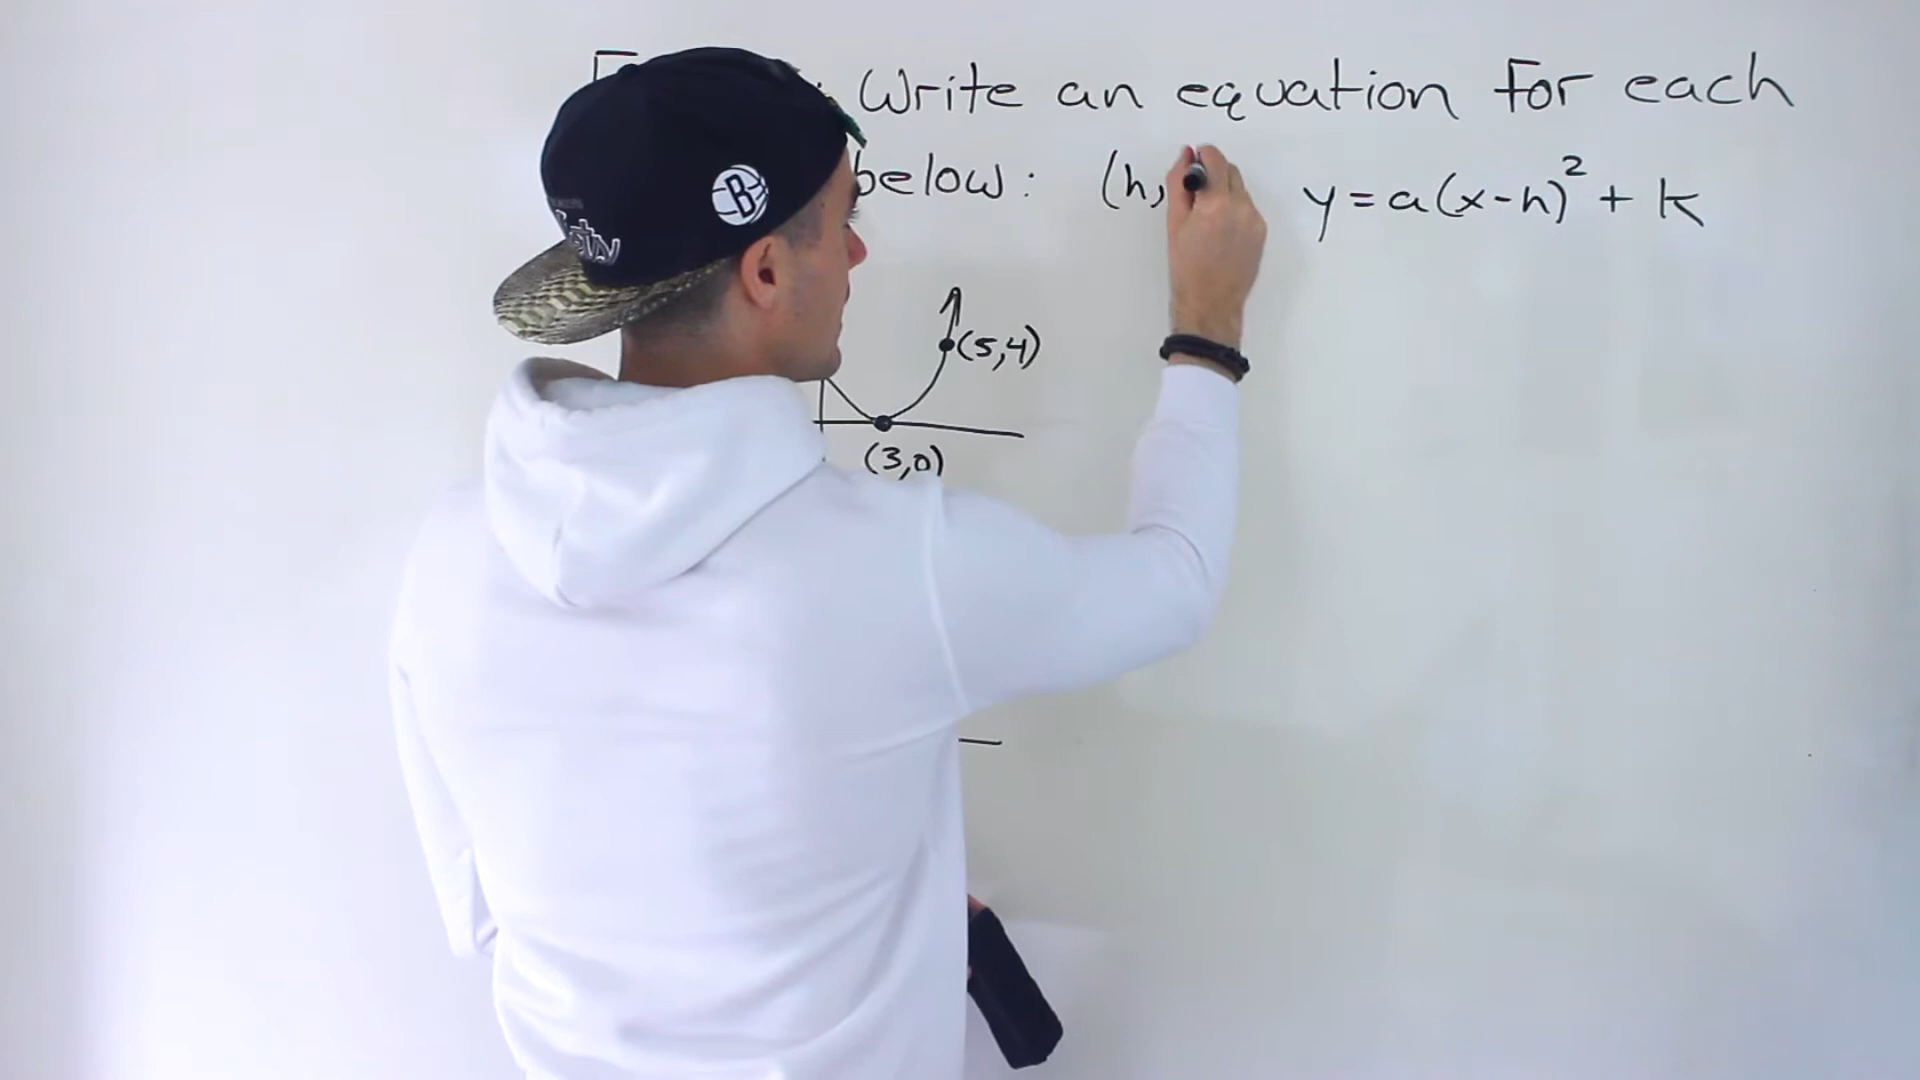 : Write an equation for each
below: (h, y=a(x-h)² + k
(5,4)
(3,0)
B